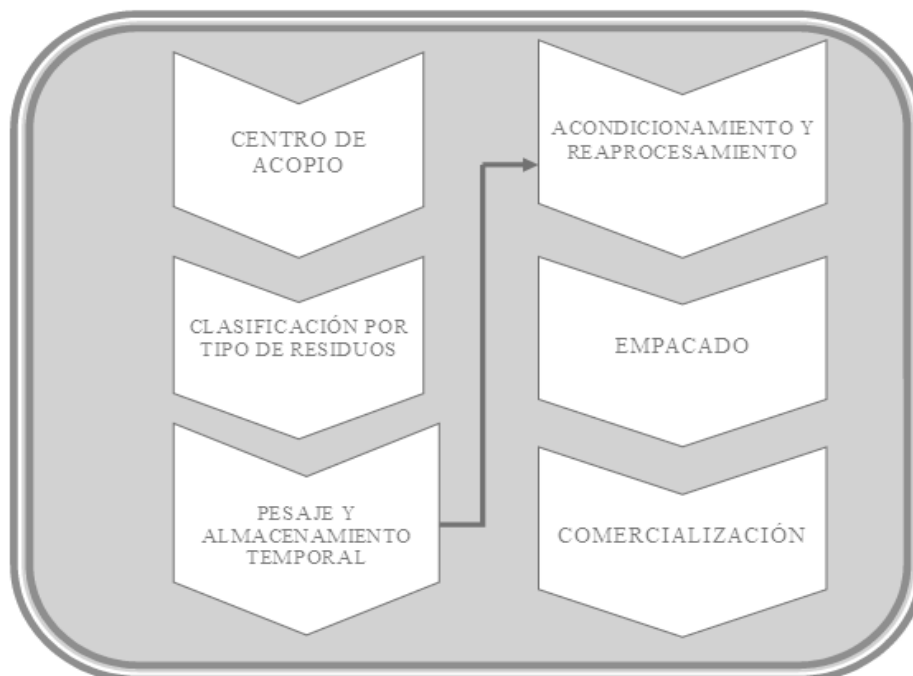 CENTRO DE
ACOPIO
CLASIFICACIÓN POR
TIPO DE RESIDUOS
PESAJE Y
ALMACENAMIENTO
TEMPORAL
ACONDICIONAMIENTO Y
REAPROCESAMIENTO
EMPACADO
COMERCIALIZACIÓN